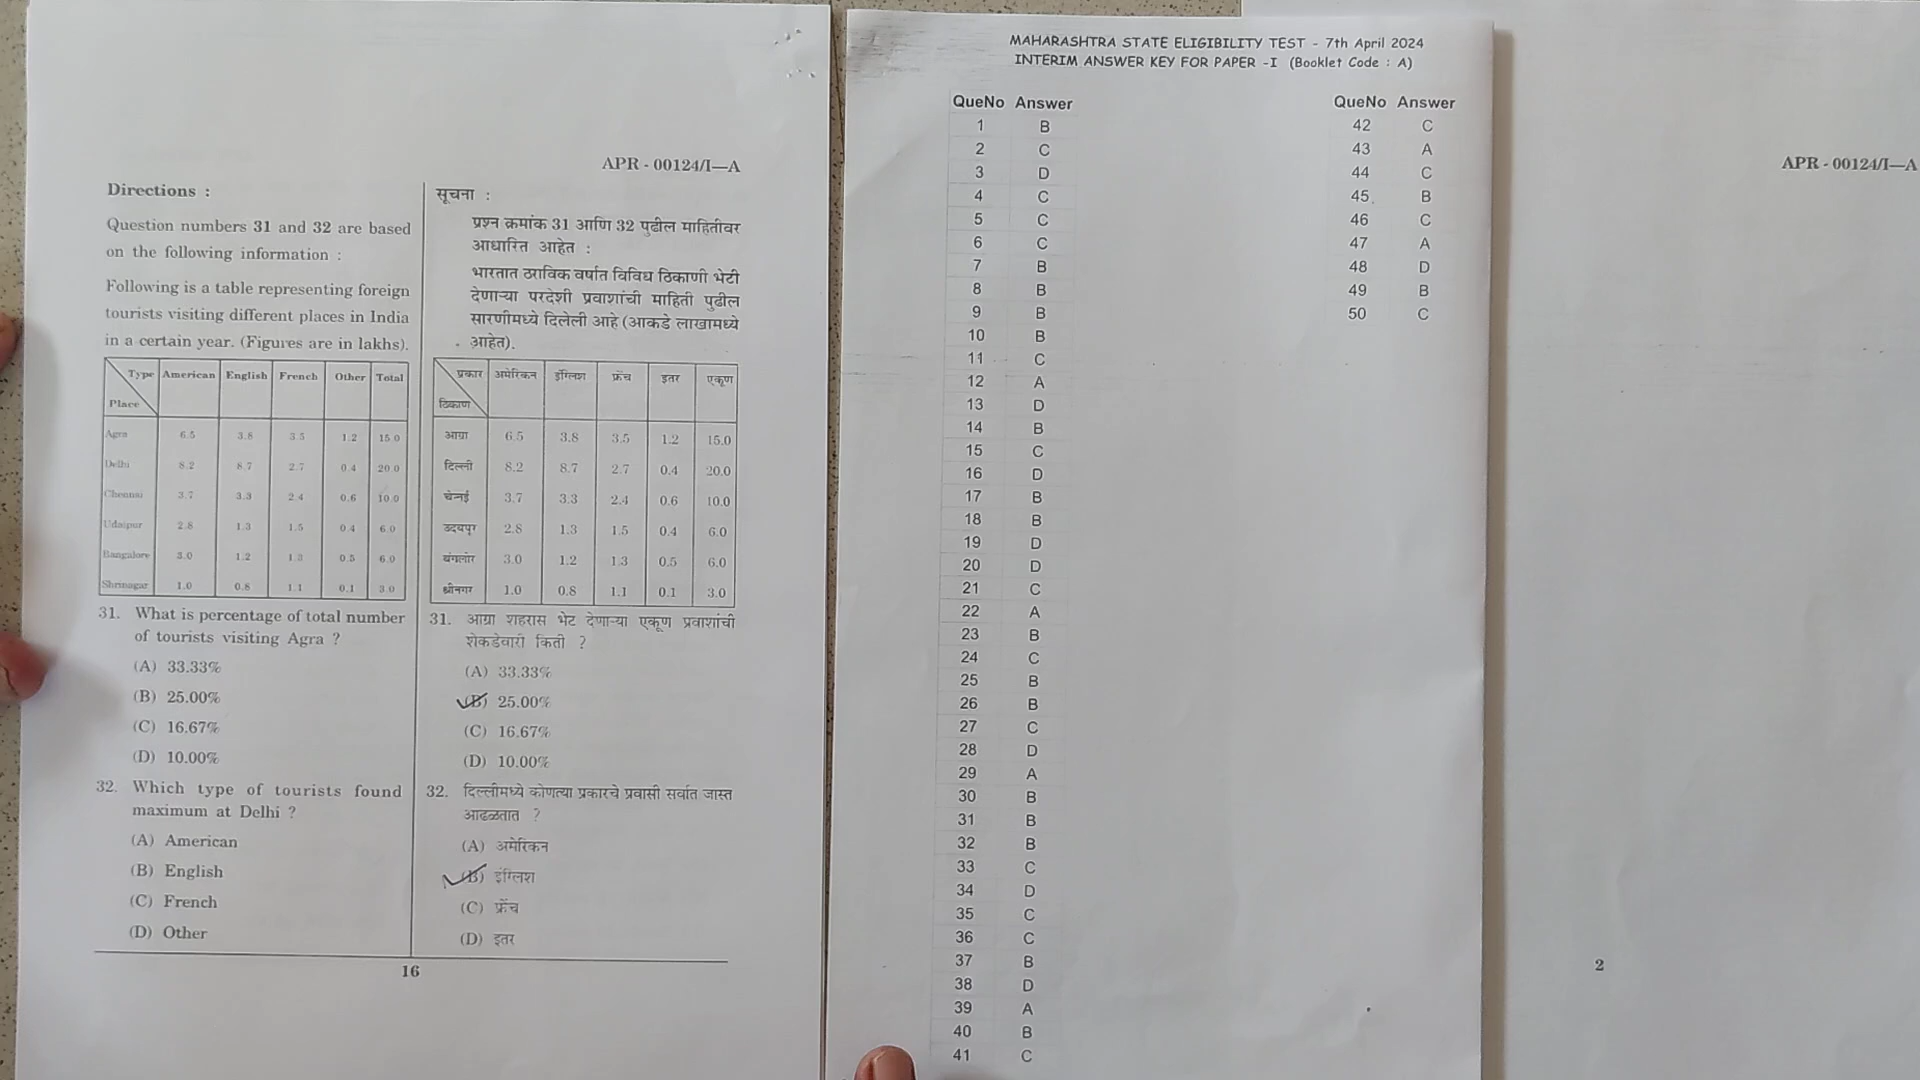 APR - 00124/I—A
Directions :
Question numbers 31 and 32 are based
on the following information :
Following is a table representing foreign
tourists visiting different places in India
in a certain year. (Figures are in lakhs).
Type American English French Other Total
Place
Agra 6.5 3.8 3.5 1.2 15.0
Delhi 8.2 8.7 2.7 0.4 20.0
Chennai 3.7 3.3 2.4 0.6 10.0
Udaipur 2.8 1.3 1.5 0.4 6.0
Bangalore 3.0 1.2 1.3 0.5 6.0
Shrinagar 1.0 0.8 1.1 0.1 3.0
31. What is percentage of total number
of tourists visiting Agra ?
(A) 33.33%
(B) 25.00%
(C) 16.67%
(D) 10.00%
32. Which type of tourists found
maximum at Delhi ?
(A) American
(B) English
(C) French
(D) Other
सूचना :
प्रश्न क्रमांक 31 आणि 32 पुढील माहितीवर
आधारित आहेत :
भारतात ठराविक वर्षात विविध ठिकाणी भेटी
देणाऱ्या परदेशी प्रवाशांची माहिती पुढील
सारणीमध्ये दिलेली आहे (आकडे लाखामध्ये
आहेत).
प्रकार अमेरिकन इंग्लिश फ्रेंच इतर एकूण
ठिकाण
आग्रा 6.5 3.8 3.5 1.2 15.0
दिल्ली 8.2 8.7 2.7 0.4 20.0
चेन्नई 3.7 3.3 2.4 0.6 10.0
उदयपुर 2.8 1.3 1.5 0.4 6.0
बंगलोर 3.0 1.2 1.3 0.5 6.0
श्रीनगर 1.0 0.8 1.1 0.1 3.0
31. आग्रा शहरास भेट देणाऱ्या एकूण प्रवाशांची
शेकडेवारी किती ?
(A) 33.33%
(B) 25.00%
(C) 16.67%
(D) 10.00%
32. दिल्लीमध्ये कोणत्या प्रकारचे प्रवासी सर्वात जास्त
आढळतात ?
(A) अमेरिकन
(B) इंग्लिश
(C) फ्रेंच
(D) इतर
16
MAHARASHTRA STATE ELIGIBILITY TEST - 7th April 2024
INTERIM ANSWER KEY FOR PAPER -I (Booklet Code : A)
QueNo Answer
1 B
2 C
3 D
4 C
5 C
6 C
7 B
8 B
9 B
10 B
11 C
12 A
13 D
14 B
15 C
16 D
17 B
18 B
19 D
20 D
21 C
22 A
23 B
24 C
25 B
26 B
27 C
28 D
29 A
30 B
31 B
32 B
33 C
34 D
35 C
36 C
37 B
38 D
39 A
40 B
41 C
QueNo Answer
42 C
43 A
44 C
45 B
46 C
47 A
48 D
49 B
50 C
APR - 00124/I—A
2